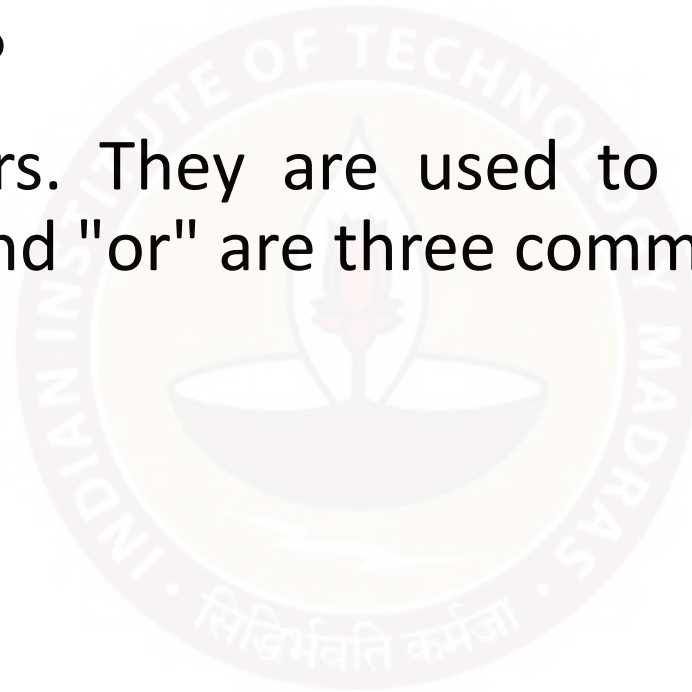 rs. They are used to
nd "or" are three comm
INDIAN INSTITUTE OF TECHNOLOGY MADRAS
सिद्धिर्भवति कर्मजा